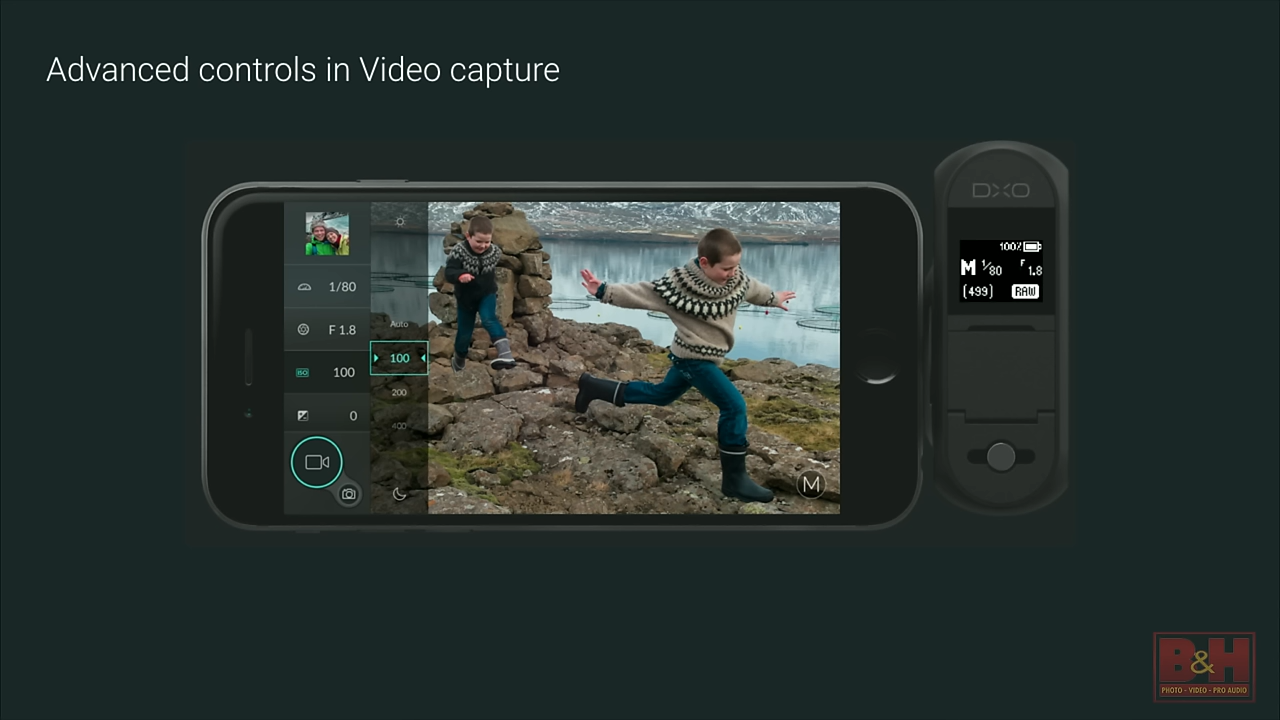 Advanced controls in Video capture
1/80
F 1.8
ISO
100
0
Auto
100
200
400
M
DXO
100%
M 1/80 F 1.8
(499) RAW
B&H
PHOTO - VIDEO - PRO AUDIO